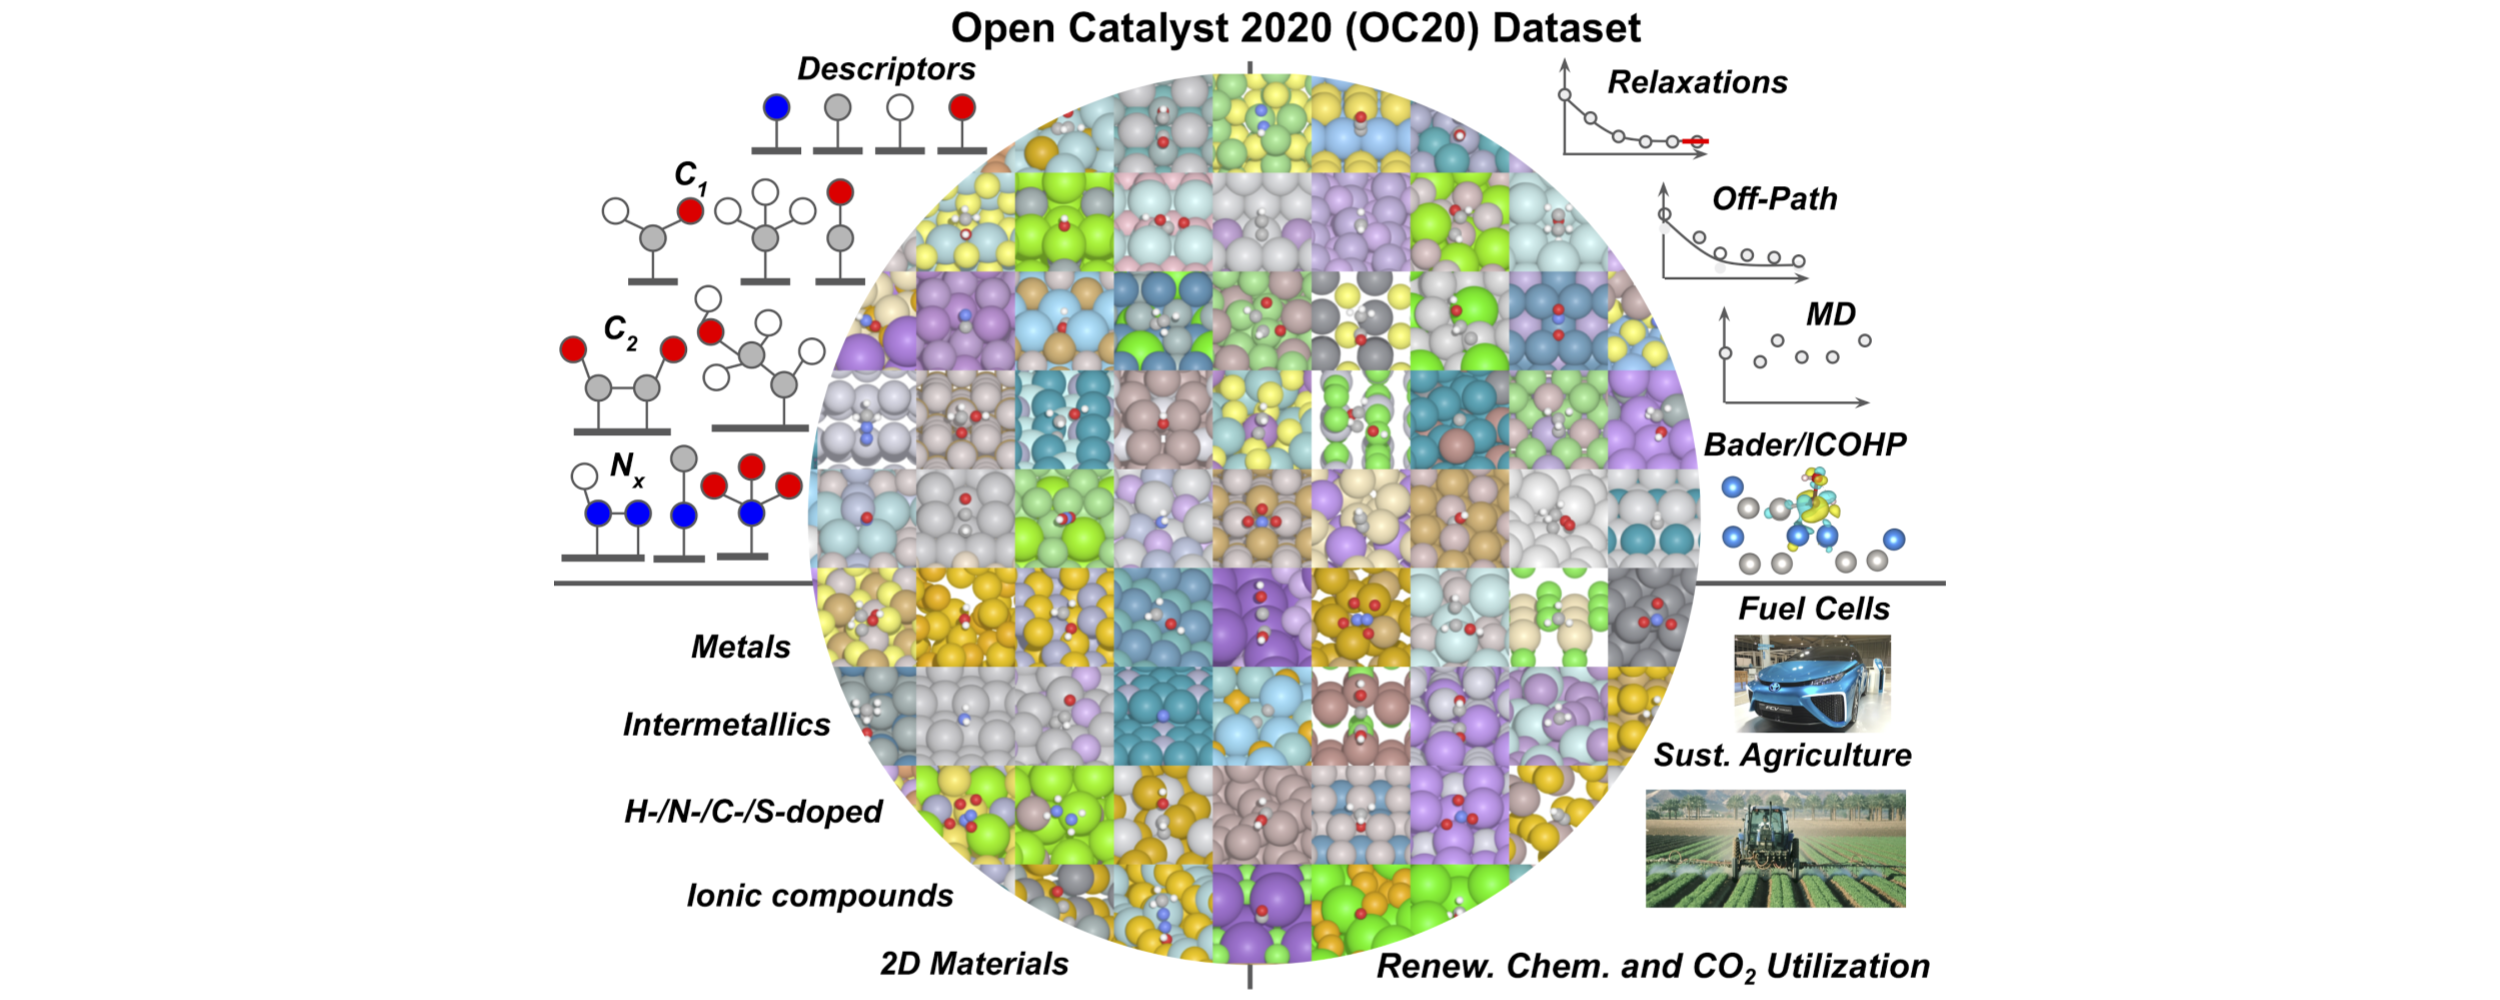 Open Catalyst 2020 (OC20) Dataset
Descriptors
C1
C2
Nx
Relaxations
Off-Path
MD
Bader/ICOHP
Metals
Intermetallics
H-/N-/C-/S-doped
Ionic compounds
2D Materials
Fuel Cells
Sust. Agriculture
Renew. Chem. and CO2 Utilization